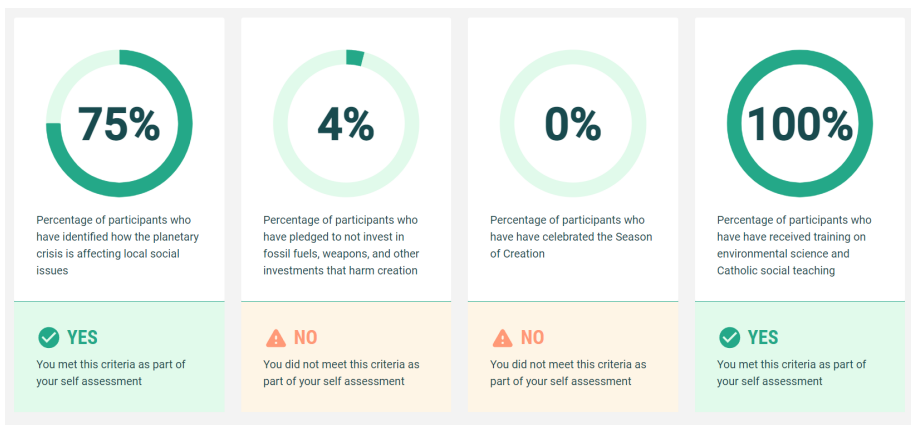 75%
Percentage of participants who
have identified how the planetary
crisis is affecting local social
issues
YES
You met this criteria as part of
your self assessment
4%
Percentage of participants who
have pledged to not invest in
fossil fuels, weapons, and other
investments that harm creation
NO
You did not meet this criteria as
part of your self assessment
0%
Percentage of participants who
have have celebrated the Season
of Creation
NO
You did not meet this criteria as
part of your self assessment
100%
Percentage of participants who
have have received training on
environmental science and
Catholic social teaching
YES
You met this criteria as part of
your self assessment